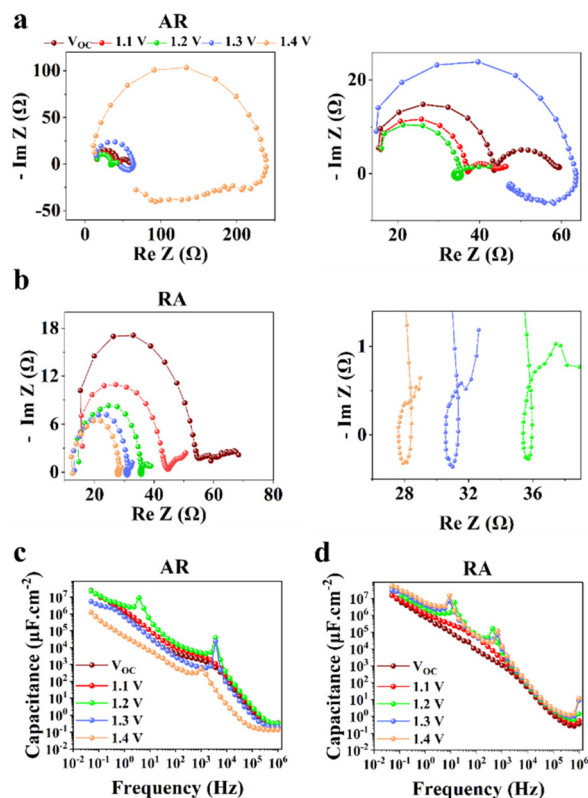 a
AR
V_OC 1.1 V 1.2 V 1.3 V 1.4 V
- Im Z (Ω)
100
50
0
-50
0 50 100 150 200
Re Z (Ω)
20
0
20 30 40 50 60
Re Z (Ω)
b
RA
- Im Z (Ω)
18
12
6
0
20 40 60 80
Re Z (Ω)
- Im Z (Ω)
1
0
28 32 36
Re Z (Ω)
c
AR
Capacitance (μF.cm⁻²)
10⁷
10⁶
10⁵
10⁴
10³
10²
10¹
10⁰
10⁻¹
10⁻²
V_OC
1.1 V
1.2 V
1.3 V
1.4 V
10⁻² 10⁻¹ 10⁰ 10¹ 10² 10³ 10⁴ 10⁵ 10⁶
Frequency (Hz)
d
RA
Capacitance (μF.cm⁻²)
10⁷
10⁶
10⁵
10⁴
10³
10²
10¹
10⁰
10⁻¹
10⁻²
V_OC
1.1 V
1.2 V
1.3 V
1.4 V
10⁻² 10⁻¹ 10⁰ 10¹ 10² 10³ 10⁴ 10⁵ 10⁶
Frequency (Hz)